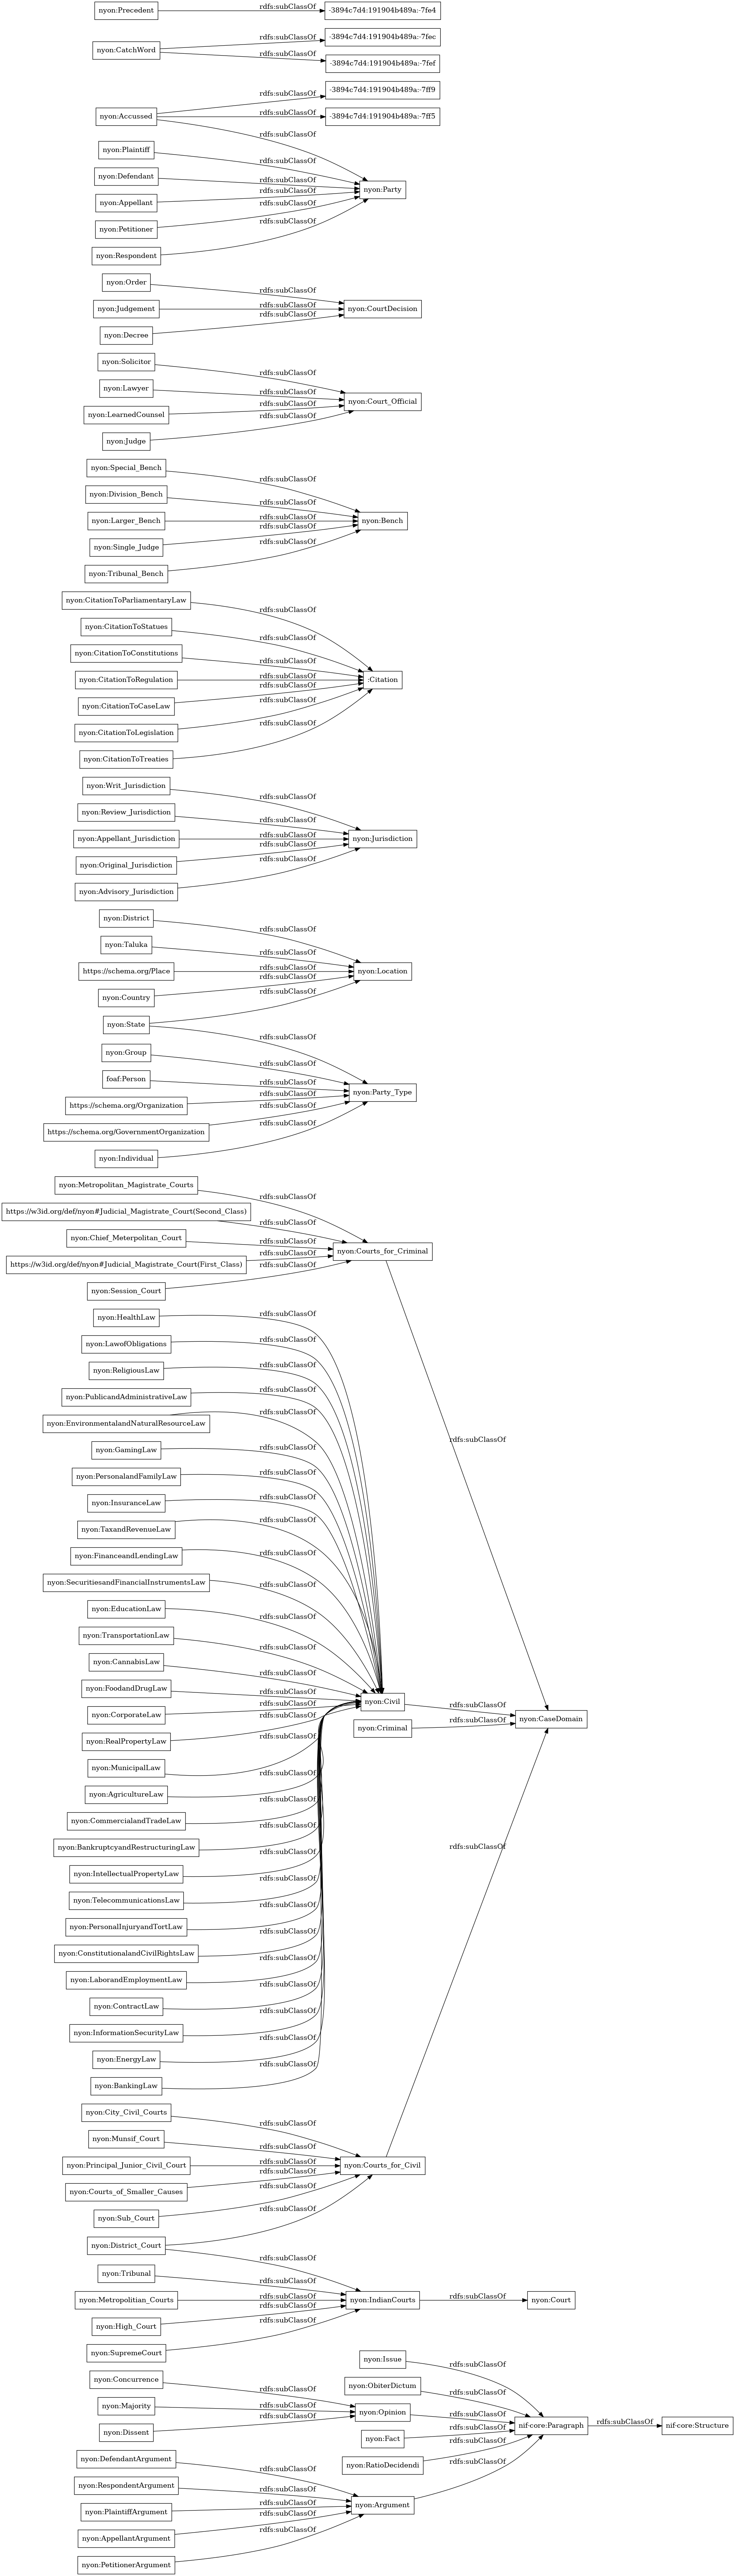 nyon:Precedent rdfs:subClassOf -3894c7d4:191904b489a:-7fe4
nyon:CatchWord rdfs:subClassOf -3894c7d4:191904b489a:-7fec
rdfs:subClassOf -3894c7d4:191904b489a:-7fef
nyon:Accussed rdfs:subClassOf -3894c7d4:191904b489a:-7ff9
rdfs:subClassOf -3894c7d4:191904b489a:-7ff5
rdfs:subClassOf
nyon:Plaintiff rdfs:subClassOf
nyon:Defendant rdfs:subClassOf
nyon:Party
nyon:Appellant rdfs:subClassOf
nyon:Petitioner rdfs:subClassOf
nyon:Respondent rdfs:subClassOf
nyon:Order rdfs:subClassOf
nyon:Judgement rdfs:subClassOf nyon:CourtDecision
nyon:Decree rdfs:subClassOf
nyon:Solicitor rdfs:subClassOf
nyon:Lawyer rdfs:subClassOf
nyon:Court_Official
nyon:LearnedCounsel rdfs:subClassOf
nyon:Judge rdfs:subClassOf
nyon:Special_Bench rdfs:subClassOf
nyon:Division_Bench rdfs:subClassOf
nyon:Larger_Bench rdfs:subClassOf nyon:Bench
nyon:Single_Judge rdfs:subClassOf
nyon:Tribunal_Bench rdfs:subClassOf
nyon:CitationToParliamentaryLaw rdfs:subClassOf
nyon:CitationToStatues rdfs:subClassOf
nyon:CitationToConstitutions rdfs:subClassOf
nyon:CitationToRegulation rdfs:subClassOf :Citation
nyon:CitationToCaseLaw rdfs:subClassOf
nyon:CitationToLegislation rdfs:subClassOf
nyon:CitationToTreaties rdfs:subClassOf
nyon:Writ_Jurisdiction rdfs:subClassOf
nyon:Review_Jurisdiction rdfs:subClassOf
nyon:Appellant_Jurisdiction rdfs:subClassOf nyon:Jurisdiction
nyon:Original_Jurisdiction rdfs:subClassOf
nyon:Advisory_Jurisdiction rdfs:subClassOf
nyon:District rdfs:subClassOf
nyon:Taluka rdfs:subClassOf
https://schema.org/Place rdfs:subClassOf nyon:Location
nyon:Country rdfs:subClassOf
nyon:State rdfs:subClassOf
rdfs:subClassOf
nyon:Group rdfs:subClassOf
foaf:Person rdfs:subClassOf
nyon:Party_Type
https://schema.org/Organization rdfs:subClassOf
https://schema.org/GovernmentOrganization rdfs:subClassOf
nyon:Individual rdfs:subClassOf
nyon:Metropolitan_Magistrate_Courts rdfs:subClassOf
https://w3id.org/def/nyon#Judicial_Magistrate_Court(Second_Class) rdfs:subClassOf
nyon:Chief_Meterpolitan_Court rdfs:subClassOf
nyon:Courts_for_Criminal
https://w3id.org/def/nyon#Judicial_Magistrate_Court(First_Class) rdfs:subClassOf
nyon:Session_Court rdfs:subClassOf
nyon:HealthLaw rdfs:subClassOf
nyon:LawofObligations rdfs:subClassOf
nyon:ReligiousLaw rdfs:subClassOf
nyon:PublicandAdministrativeLaw rdfs:subClassOf
nyon:EnvironmentalandNaturalResourceLaw rdfs:subClassOf
rdfs:subClassOf
nyon:GamingLaw rdfs:subClassOf
nyon:PersonalandFamilyLaw rdfs:subClassOf
nyon:InsuranceLaw rdfs:subClassOf
nyon:TaxandRevenueLaw rdfs:subClassOf
nyon:FinanceandLendingLaw rdfs:subClassOf
nyon:SecuritiesandFinancialInstrumentsLaw rdfs:subClassOf
nyon:EducationLaw rdfs:subClassOf
nyon:TransportationLaw rdfs:subClassOf
nyon:CannabisLaw rdfs:subClassOf
nyon:FoodandDrugLaw rdfs:subClassOf
nyon:Civil rdfs:subClassOf
nyon:CorporateLaw rdfs:subClassOf
nyon:CaseDomain
nyon:Criminal rdfs:subClassOf
nyon:RealPropertyLaw rdfs:subClassOf
nyon:MunicipalLaw rdfs:subClassOf
nyon:AgricultureLaw rdfs:subClassOf
nyon:CommercialandTradeLaw rdfs:subClassOf
nyon:BankruptcyandRestructuringLaw rdfs:subClassOf
rdfs:subClassOf
nyon:IntellectualPropertyLaw rdfs:subClassOf
nyon:TelecommunicationsLaw rdfs:subClassOf
nyon:PersonalInjuryandTortLaw rdfs:subClassOf
nyon:ConstitutionalandCivilRightsLaw rdfs:subClassOf
nyon:LaborandEmploymentLaw rdfs:subClassOf
nyon:ContractLaw rdfs:subClassOf
nyon:InformationSecurityLaw rdfs:subClassOf
nyon:EnergyLaw rdfs:subClassOf
nyon:BankingLaw rdfs:subClassOf
nyon:City_Civil_Courts rdfs:subClassOf
nyon:Munsif_Court rdfs:subClassOf
nyon:Principal_Junior_Civil_Court rdfs:subClassOf nyon:Courts_for_Civil
nyon:Courts_of_Smaller_Causes rdfs:subClassOf
nyon:Sub_Court rdfs:subClassOf
nyon:District_Court rdfs:subClassOf
rdfs:subClassOf
nyon:Tribunal rdfs:subClassOf
nyon:Metropolitian_Courts rdfs:subClassOf nyon:IndianCourts rdfs:subClassOf nyon:Court
nyon:High_Court rdfs:subClassOf
nyon:SupremeCourt rdfs:subClassOf
nyon:Issue rdfs:subClassOf
nyon:Concurrence rdfs:subClassOf
nyon:ObiterDictum rdfs:subClassOf
nyon:Majority rdfs:subClassOf nyon:Opinion rdfs:subClassOf
nif-core:Paragraph rdfs:subClassOf nif-core:Structure
nyon:Dissent rdfs:subClassOf
nyon:Fact rdfs:subClassOf
nyon:RatioDecidendi rdfs:subClassOf
nyon:DefendantArgument rdfs:subClassOf
rdfs:subClassOf
nyon:RespondentArgument rdfs:subClassOf
nyon:Argument
nyon:PlaintiffArgument rdfs:subClassOf
nyon:AppellantArgument rdfs:subClassOf
nyon:PetitionerArgument rdfs:subClassOf